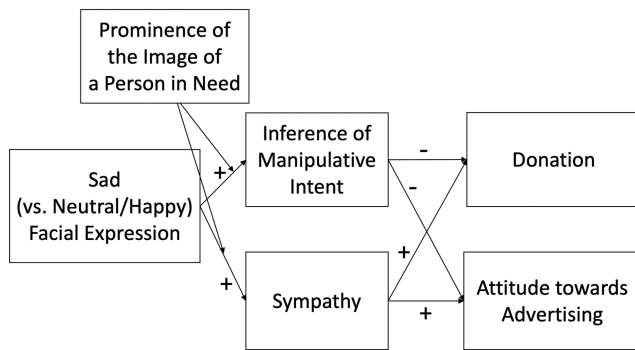 Prominence of
the Image of
a Person in Need
Sad
(vs. Neutral/Happy)
Facial Expression
+
+
Inference of
Manipulative
Intent
Sympathy
-
-
+
+
Donation
Attitude towards
Advertising